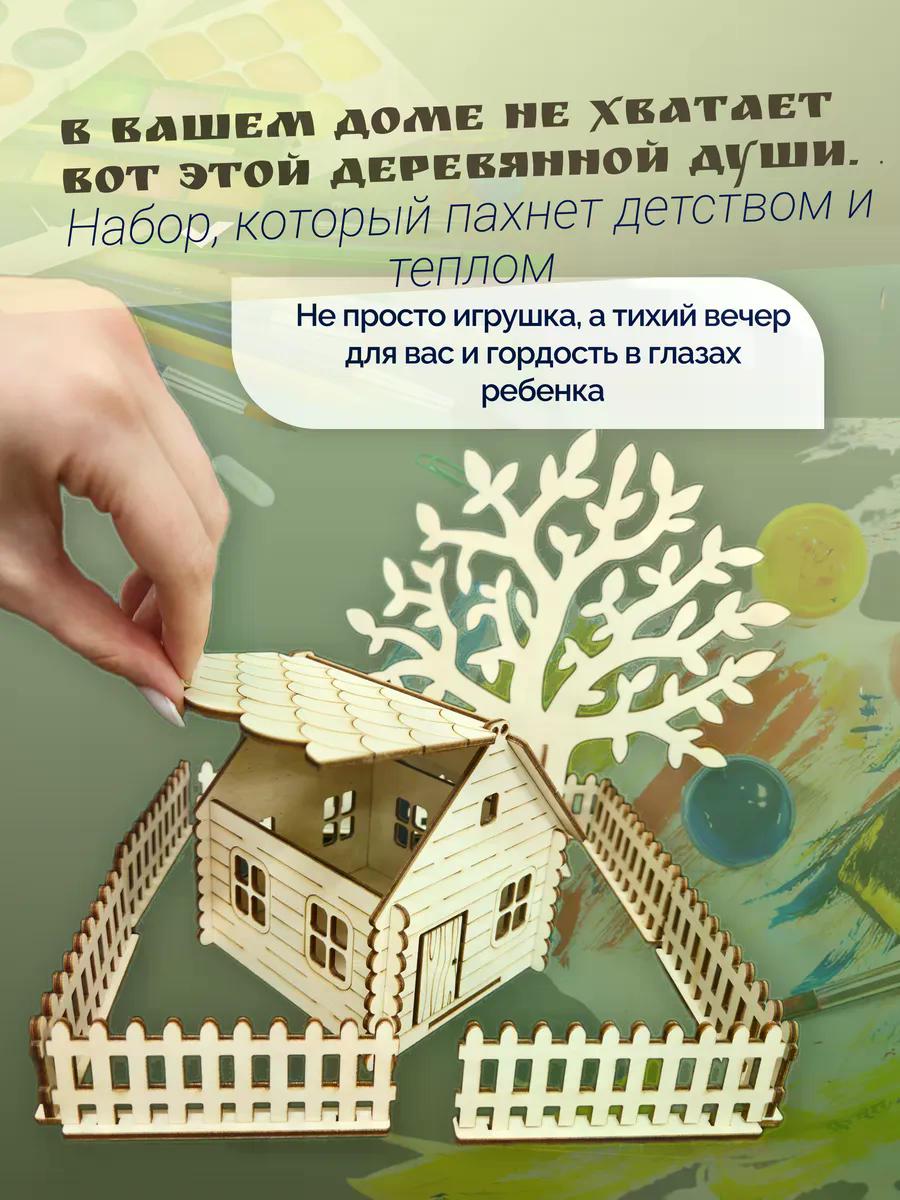 В ВАШЕМ ДОМЕ НЕ ХВАТАЕТ
ВОТ ЭТОЙ ДЕРЕВЯННОЙ ДУШИ.
Набор, который пахнет детством и
теплом
Не просто игрушка, а тихий вечер
для вас и гордость в глазах
ребенка